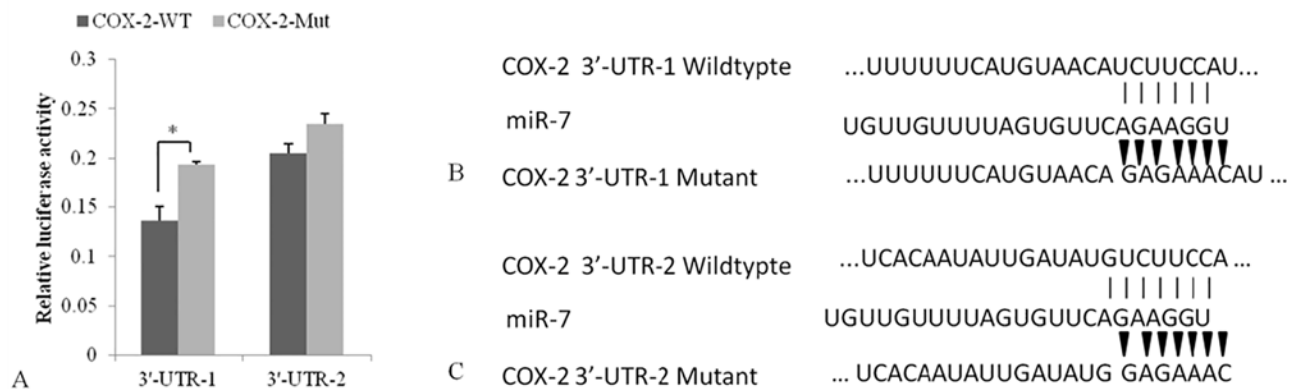 COX-2-WT COX-2-Mut
0.3
0.25
0.2
0.15
0.1
0.05
0
Relative luciferase activity
*
3'-UTR-1 3'-UTR-2
A
COX-2 3'-UTR-1 Wildtypte ...UUUUUUCAUGUAACAUCUUCCAU...
miR-7 UGUUGUUUUAGUGUUCAGAAGGU
B COX-2 3'-UTR-1 Mutant ...UUUUUUCAUGUAACA GAGAAACAU ...
COX-2 3'-UTR-2 Wildtypte ...UCACAAUAUUGAUAUGUCUUCCA ...
miR-7 UGUUGUUUUAGUGUUCAGAAGGU
C COX-2 3'-UTR-2 Mutant ... UCACAAUAUUGAUAUG GAGAAAC